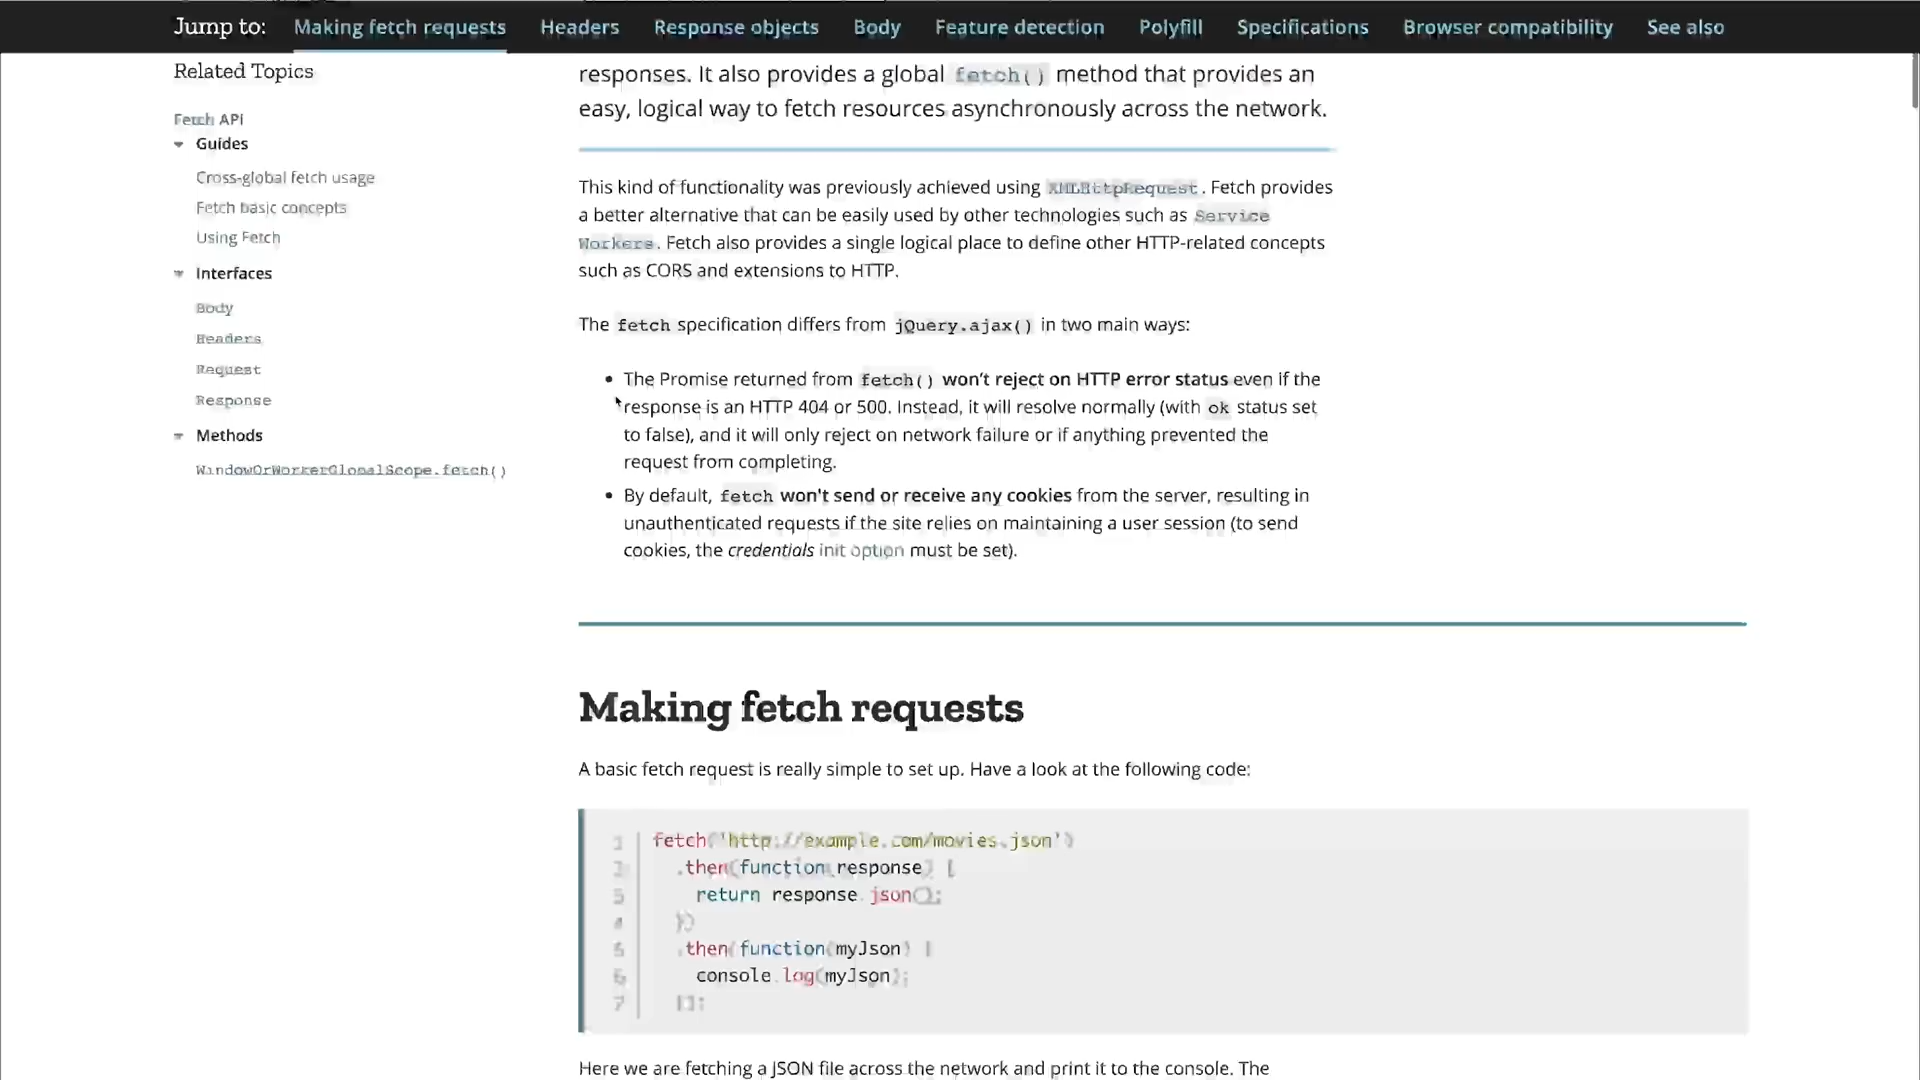 Jump to: Making fetch requests Headers Response objects Body Feature detection Polyfill Specifications Browser compatibility See also
Related Topics
Fetch API
Guides
Cross-global fetch usage
Fetch basic concepts
Using Fetch
Interfaces
Body
Headers
Request
Response
Methods
WindowOrWorkerGlobalScope.fetch()
responses. It also provides a global fetch() method that provides an
easy, logical way to fetch resources asynchronously across the network.
This kind of functionality was previously achieved using XMLHttpRequest. Fetch provides
a better alternative that can be easily used by other technologies such as Service
Workers. Fetch also provides a single logical place to define other HTTP-related concepts
such as CORS and extensions to HTTP.
The fetch specification differs from jQuery.ajax() in two main ways:
• The Promise returned from fetch() won't reject on HTTP error status even if the
response is an HTTP 404 or 500. Instead, it will resolve normally (with ok status set
to false), and it will only reject on network failure or if anything prevented the
request from completing.
• By default, fetch won't send or receive any cookies from the server, resulting in
unauthenticated requests if the site relies on maintaining a user session (to send
cookies, the credentials init option must be set).
Making fetch requests
A basic fetch request is really simple to set up. Have a look at the following code:
1 fetch('http://example.com/movies.json')
2 .then(function(response) {
3 return response.json();
4 })
5 .then(function(myJson) {
6 console.log(myJson);
7 });
Here we are fetching a JSON file across the network and print it to the console. The